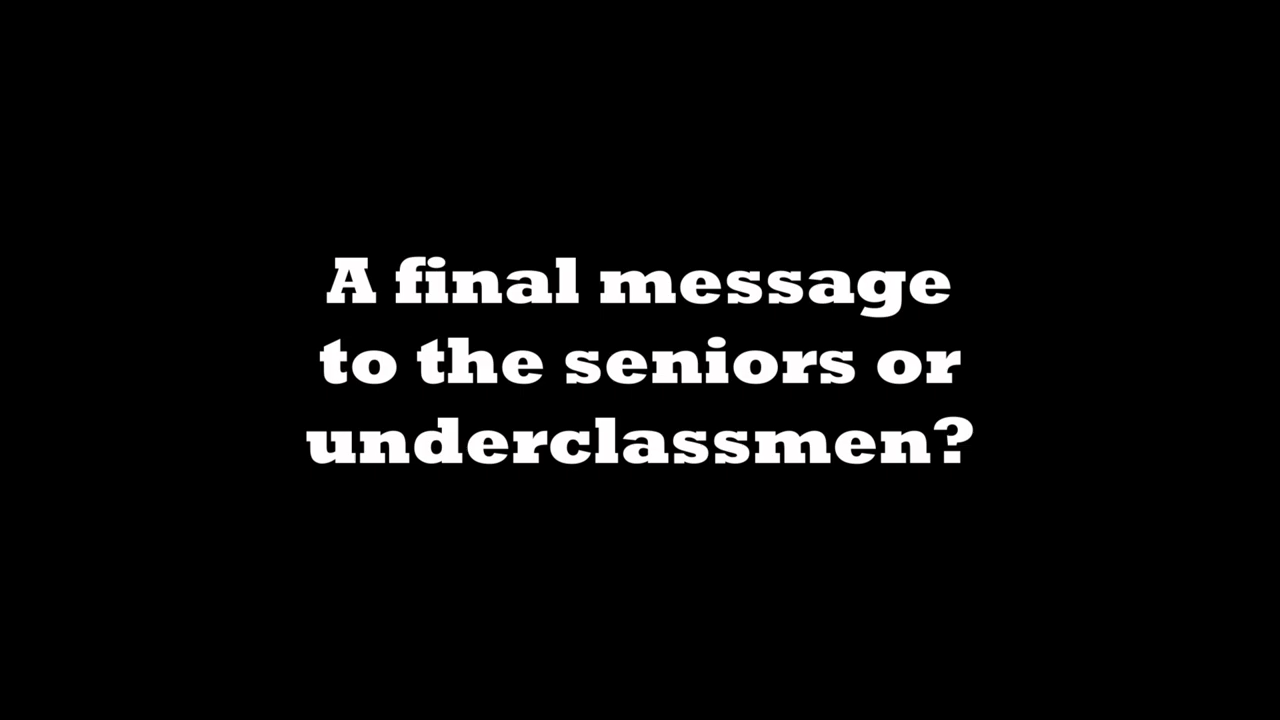 A final message
to the seniors or
underclassmen?